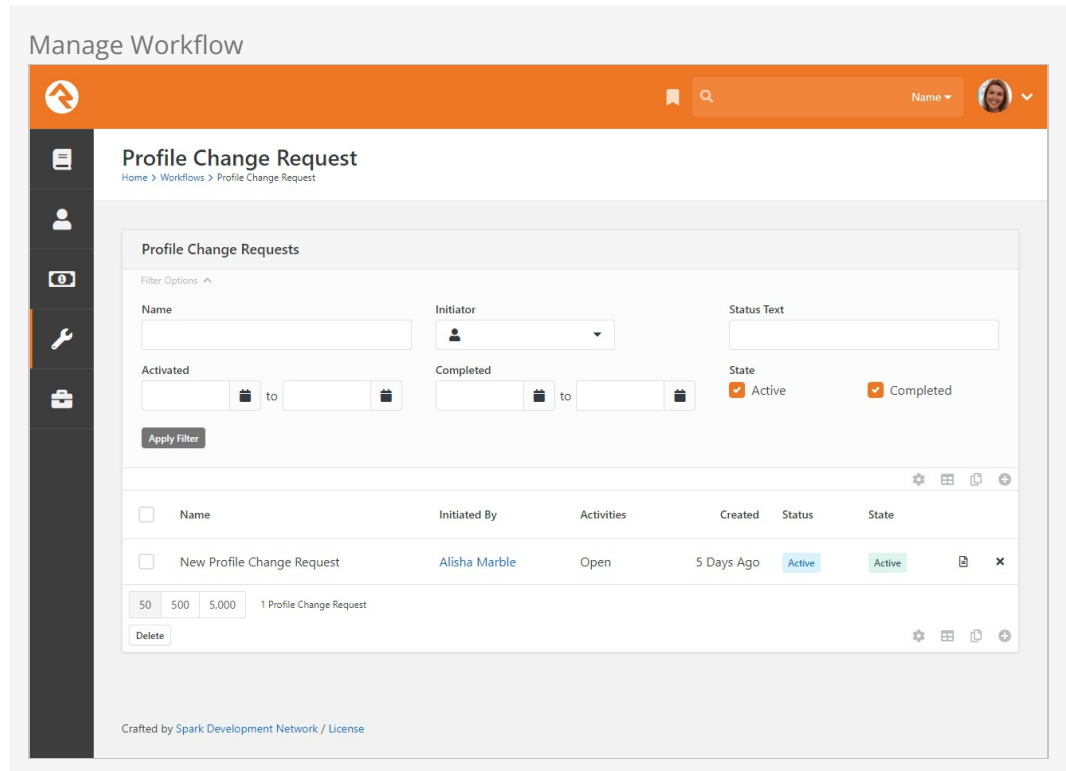 Manage Workflow
Name
Profile Change Request
Home > Workflows > Profile Change Request
Profile Change Requests
Filter Options
Name
Initiator
Status Text
Activated
Completed
State
to
to
Active
Completed
Apply Filter
Name Initiated By Activities Created Status State
New Profile Change Request Alisha Marble Open 5 Days Ago Active Active
50 500 5,000 1 Profile Change Request
Delete
Crafted by Spark Development Network / License